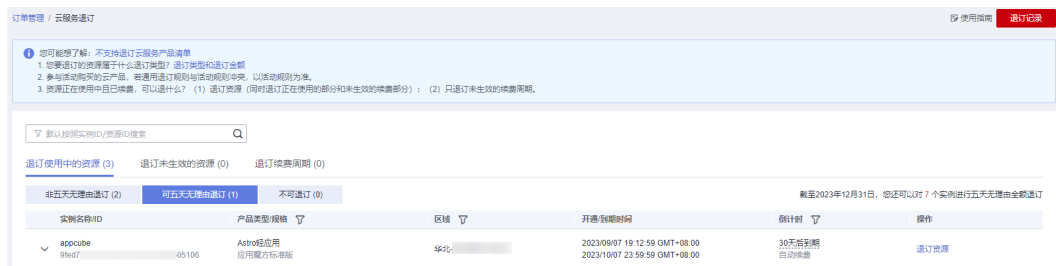 订单管理 / 云服务退订
使用指南 退订记录
您可能想了解：不支持退订云服务产品清单
1. 您要退订的资源属于什么退订类型？退订类型和退订金额
2. 参与活动购买的云产品，若通用退订规则与活动规则冲突，以活动规则为准。
3. 资源正在使用中且已续费，可以退什么？（1）退订资源（同时退订正在使用的部分和未生效的续费部分）；（2）只退订未生效的续费周期。
默认按照实例ID/资源ID搜索
退订使用中的资源 (3) 退订未生效的资源 (0) 退订续费周期 (0)
非五天无理由退订 (2) 可五天无理由退订 (1) 不可退订 (0) 截至2023年12月31日，您还可以对 7 个实例进行五天无理由全额退订
实例名称/ID 产品类型/规格 区域 开通/到期时间 倒计时 操作
appcube Astro轻应用 华北- 2023/09/07 19:12:59 GMT+08:00 30天后到期 退订资源
9fed7 05106 应用魔方标准版 2023/10/07 23:59:59 GMT+08:00 自动续费